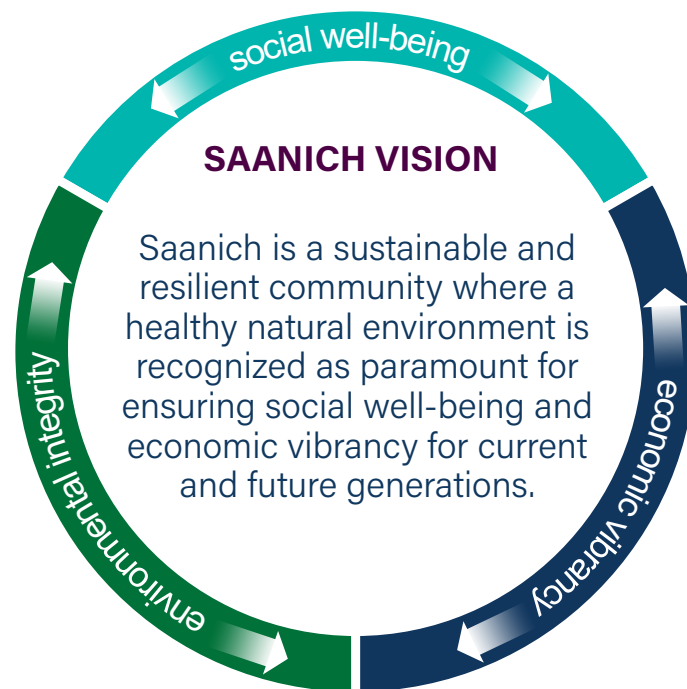 social well-being
SAANICH VISION
Saanich is a sustainable and
resilient community where a
healthy natural environment is
recognized as paramount for
ensuring social well-being and
economic vibrancy for current
and future generations.
environmental integrity
economic vibrancy